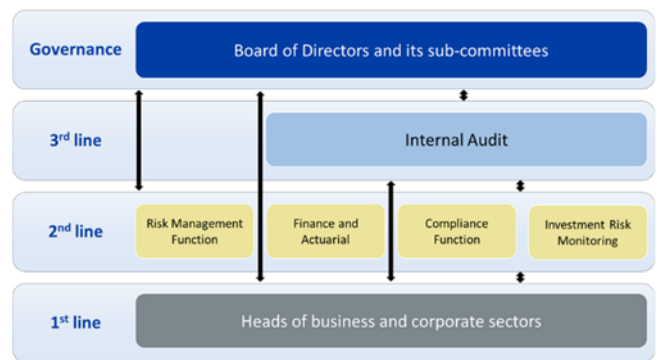 Governance
Board of Directors and its sub-committees
3rd line
Internal Audit
2nd line
Risk Management
Function
Finance and
Actuarial
Compliance
Function
Investment Risk
Monitoring
1st line
Heads of business and corporate sectors